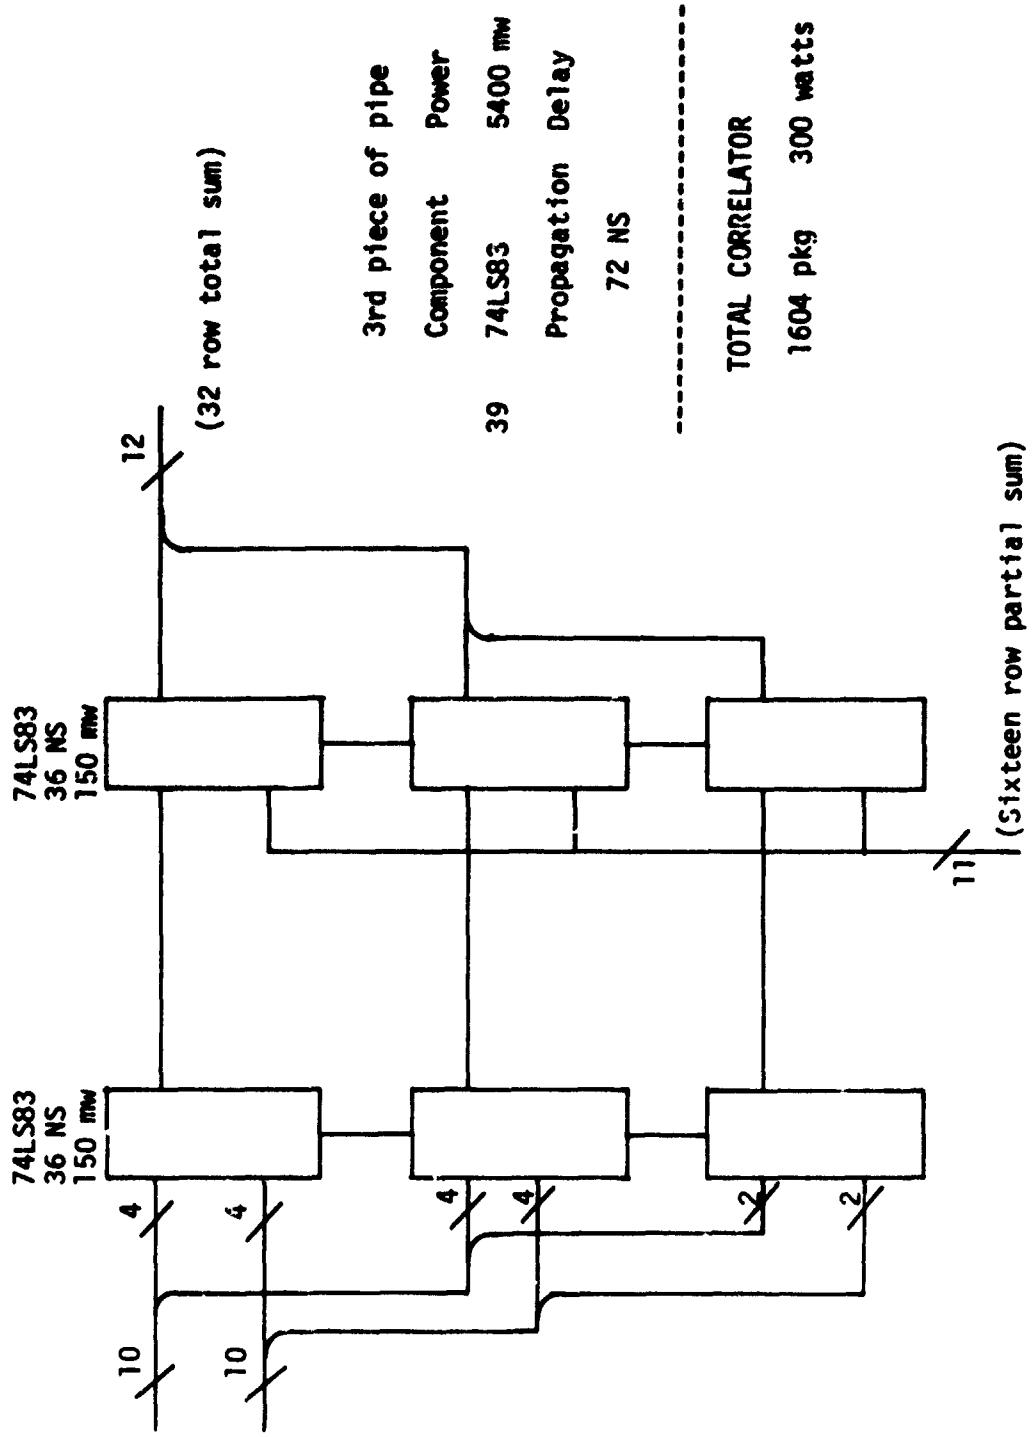 74LS83
36 NS
150 mw
74LS83
36 NS
150 mw
10
10
4
4
4
4
2
2
11
(Sixteen row partial sum)
12
(32 row total sum)
3rd piece of pipe
Component Power
39 74LS83 5400 mw
Propagation Delay
72 NS
TOTAL CORRELATOR
1604 pkg 300 watts